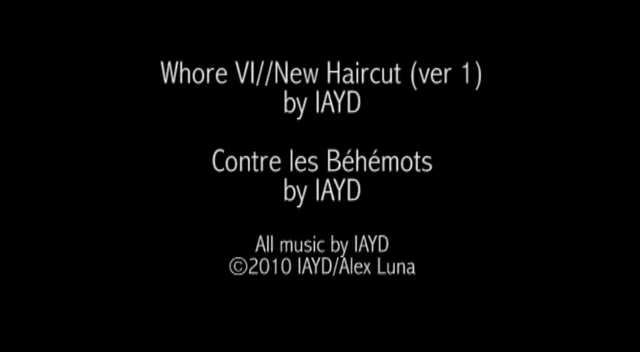 Whore VI//New Haircut (ver 1)
by IAYD
Contre les Béhémots
by IAYD
All music by IAYD
©2010 IAYD/Alex Luna